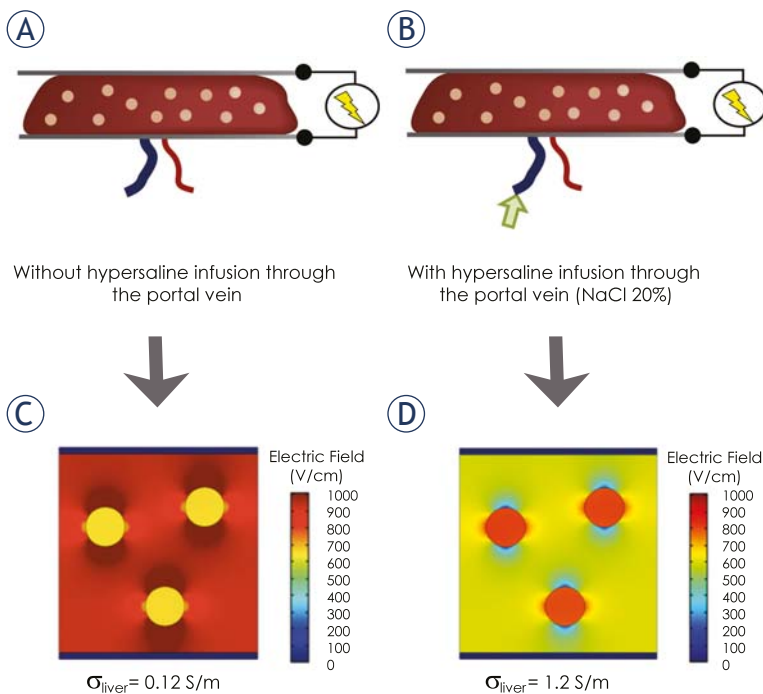 A
B
Without hypersaline infusion through
the portal vein
With hypersaline infusion through
the portal vein (NaCl 20%)
C
D
Electric Field
(V/cm)
1000
900
800
700
600
500
400
300
200
100
0
σliver= 0.12 S/m
Electric Field
(V/cm)
1000
900
800
700
600
500
400
300
200
100
0
σliver= 1.2 S/m